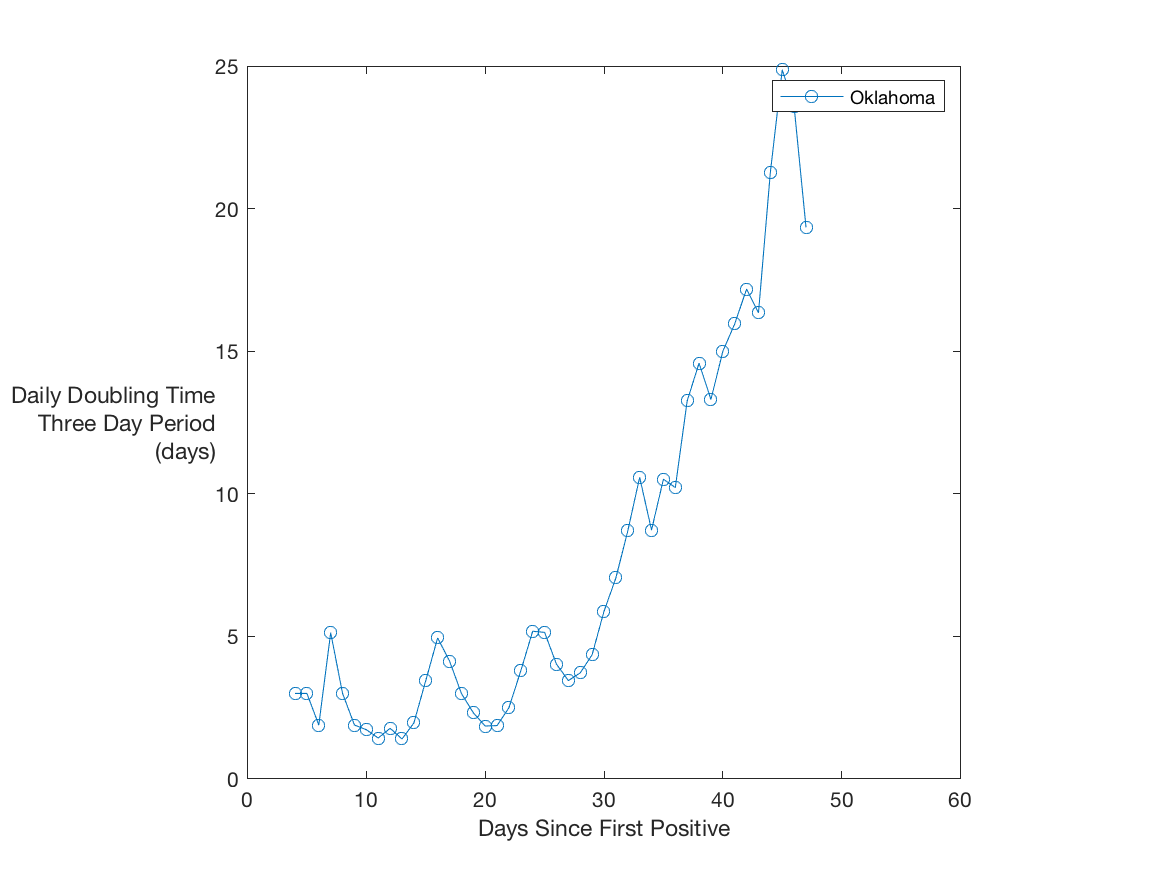 25
20
15
10
5
0
Daily Doubling Time
Three Day Period
(days)
Oklahoma
0 10 20 30 40 50 60
Days Since First Positive